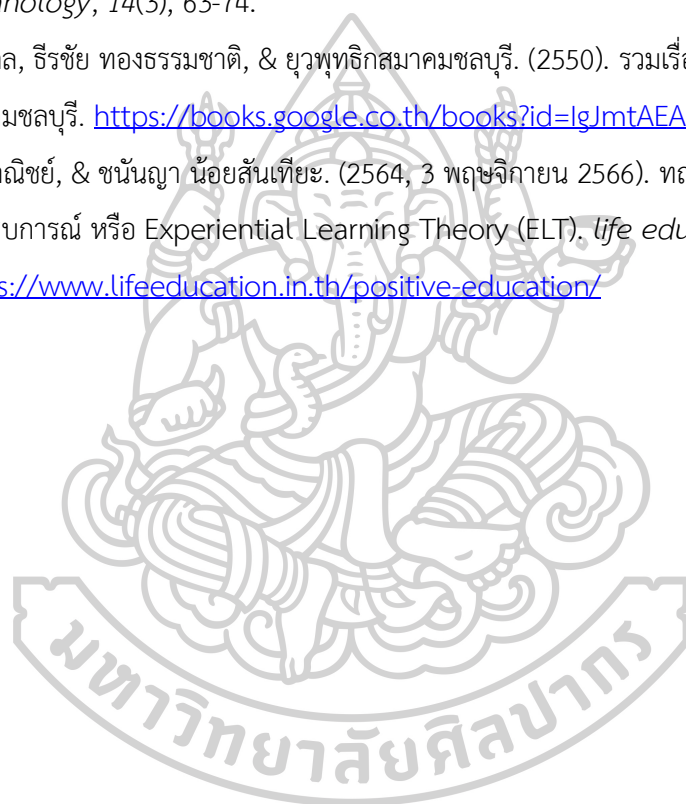 nology, 14(3), 63-74.
ล, ธีรชัย ทองธรรมชาติ, & ยุวพุทธิกสมาคมชลบุรี. (2550). รวมเรื่อ
มชลบุรี. https://books.google.co.th/books?id=IgJmtAEA
าณิชย์, & ชนันญา น้อยสันเทียะ. (2564, 3 พฤษจิกายน 2566). ทฤ
บการณ์ หรือ Experiential Learning Theory (ELT). life edu
s://www.lifeeducation.in.th/positive-education/
มหาวิทยาลัยศิลปากร